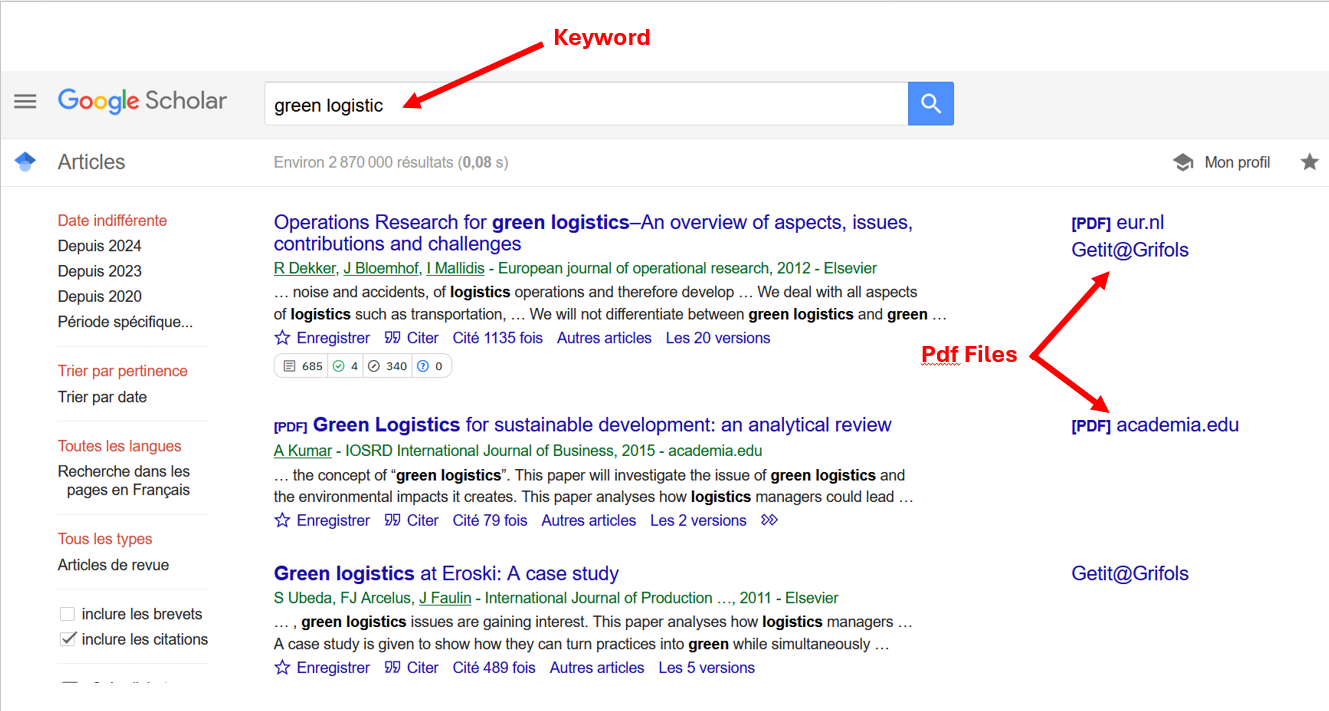 Keyword
Google Scholar
green logistic
Articles
Environ 2 870 000 résultats (0,08 s)
Mon profil
Date indifférente
Depuis 2024
Depuis 2023
Depuis 2020
Période spécifique...
Trier par pertinence
Trier par date
Toutes les langues
Recherche dans les
pages en Français
Tous les types
Articles de revue
inclure les brevets
inclure les citations
Operations Research for green logistics–An overview of aspects, issues,
contributions and challenges
R Dekker, J Bloemhof, I Mallidis - European journal of operational research, 2012 - Elsevier
… noise and accidents, of logistics operations and therefore develop … We deal with all aspects
of logistics such as transportation, … We will not differentiate between green logistics and green …
Enregistrer Citer Cité 1135 fois Autres articles Les 20 versions
685 4 340 0
[PDF] eur.nl
Getit@Grifols
Pdf Files
[PDF] Green Logistics for sustainable development: an analytical review
A Kumar - IOSRD International Journal of Business, 2015 - academia.edu
… the concept of “green logistics”. This paper will investigate the issue of green logistics and
the environmental impacts it creates. This paper analyses how logistics managers could lead …
Enregistrer Citer Cité 79 fois Autres articles Les 2 versions
[PDF] academia.edu
Green logistics at Eroski: A case study
S Ubeda, FJ Arcelus, J Faulin - International Journal of Production …, 2011 - Elsevier
… , green logistics issues are gaining interest. This paper analyses how logistics managers …
A case study is given to show how they can turn practices into green while simultaneously …
Enregistrer Citer Cité 489 fois Autres articles Les 5 versions
Getit@Grifols